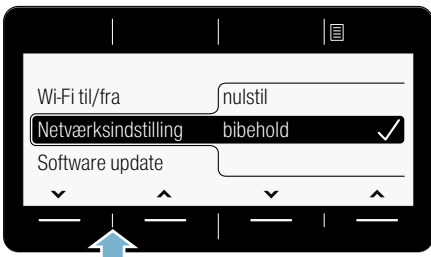 Wi-Fi til/fra nulstil
Netværksindstilling bibehold
Software update